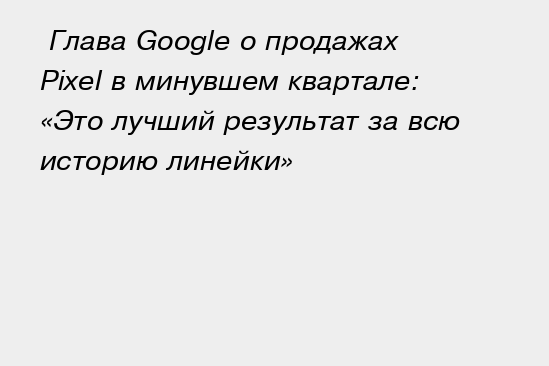 Глава Google о продажах
Pixel в минувшем квартале:
«Это лучший результат за всю
историю линейки»